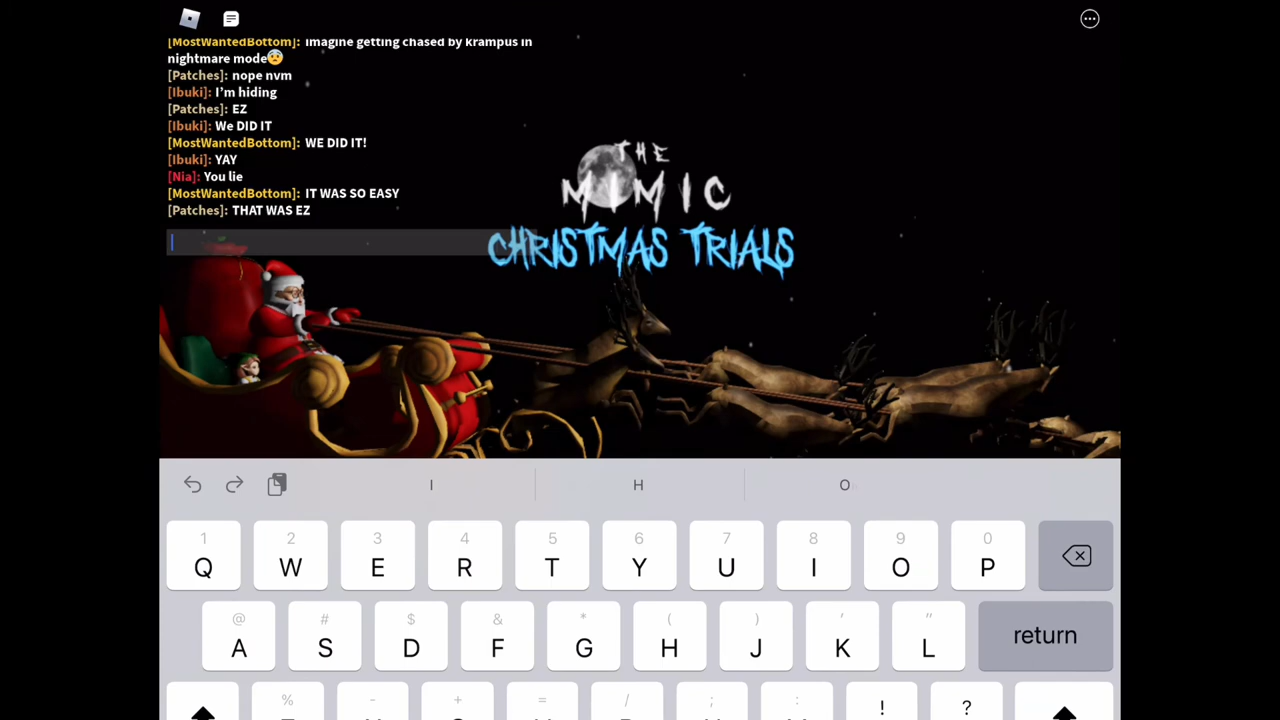 [MostWantedBottom]: Imagine getting chased by krampus in
nightmare mode😰
[Patches]: nope nvm
[Ibuki]: I'm hiding
[Patches]: EZ
[Ibuki]: We DID IT
[MostWantedBottom]: WE DID IT!
[Ibuki]: YAY
[Nia]: You lie
[MostWantedBottom]: IT WAS SO EASY
[Patches]: THAT WAS EZ
THE
MIMIC
CHRISTMAS TRIALS
I H O
1 2 3 4 5 6 7 8 9 0
Q W E R T Y U I O P
@ # $ & * ( ) ' "
A S D F G H J K L return
% - + = / ; : ! ?